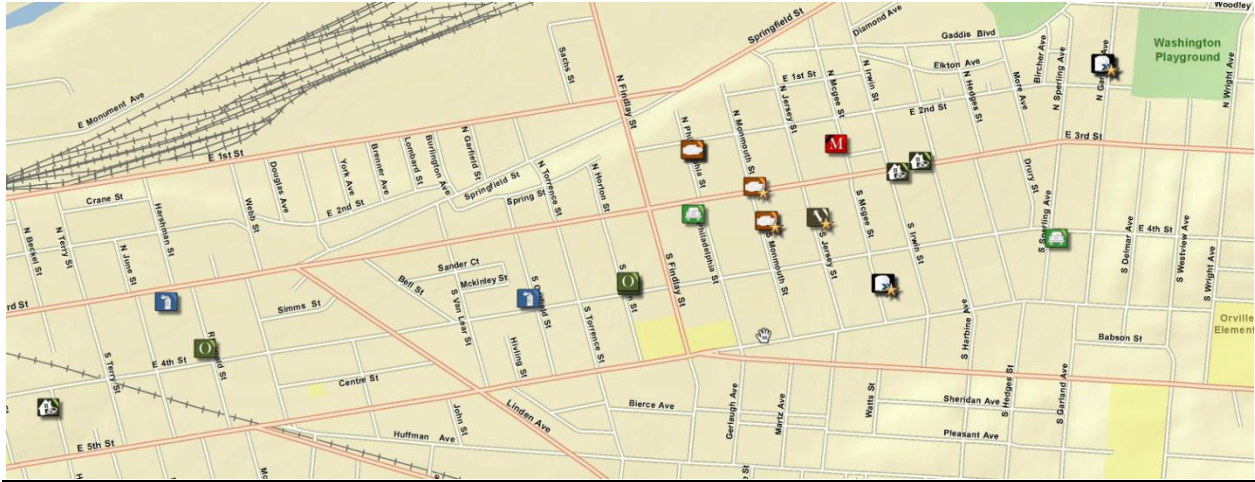 Woodley
Springfield St
Diamond Ave
Gaddis Blvd
Washington
Playground
Sachs St
N Findlay St
Bircher Ave
N Sperling Ave
N Wright Ave
Elkton Ave
E 1st St
N Irwin St
N Mcgee St
N Jersey St
N Hedges St
More Ave
E 2nd St
E Monument Ave
N Monmouth St
E 3rd St
M
E 1st St
N Garfield St
Burlington Ave
Lombard St
Brenner Ave
York Ave
Douglas Ave
Springfield St
Spring St
N Torrence St
N Horton St
Drury St
S Sperling Ave
Crane St
Harshman St
Webb St
E 2nd St
S Mcgee St
S Irwin St
S Jersey St
S Monmouth St
E 4th St
S Delmar Ave
S Westview Ave
S Wright Ave
N Beckel St
N Terry St
N June St
Sander Ct
Mckinley St
Bell St
S Van Lear St
S Findlay St
O
rd St
Simms St
S Torrence St
S Harbine Ave
Orville
Element
Babson St
O
E 4th St
S Terry St
Hivling St
Centre St
Linden Ave
John St
Bierce Ave
Gerlaugh Ave
Martz Ave
Watts St
Sheridan Ave
S Hedges St
S Garland Ave
Pleasant Ave
E 5th St
Huffman Ave